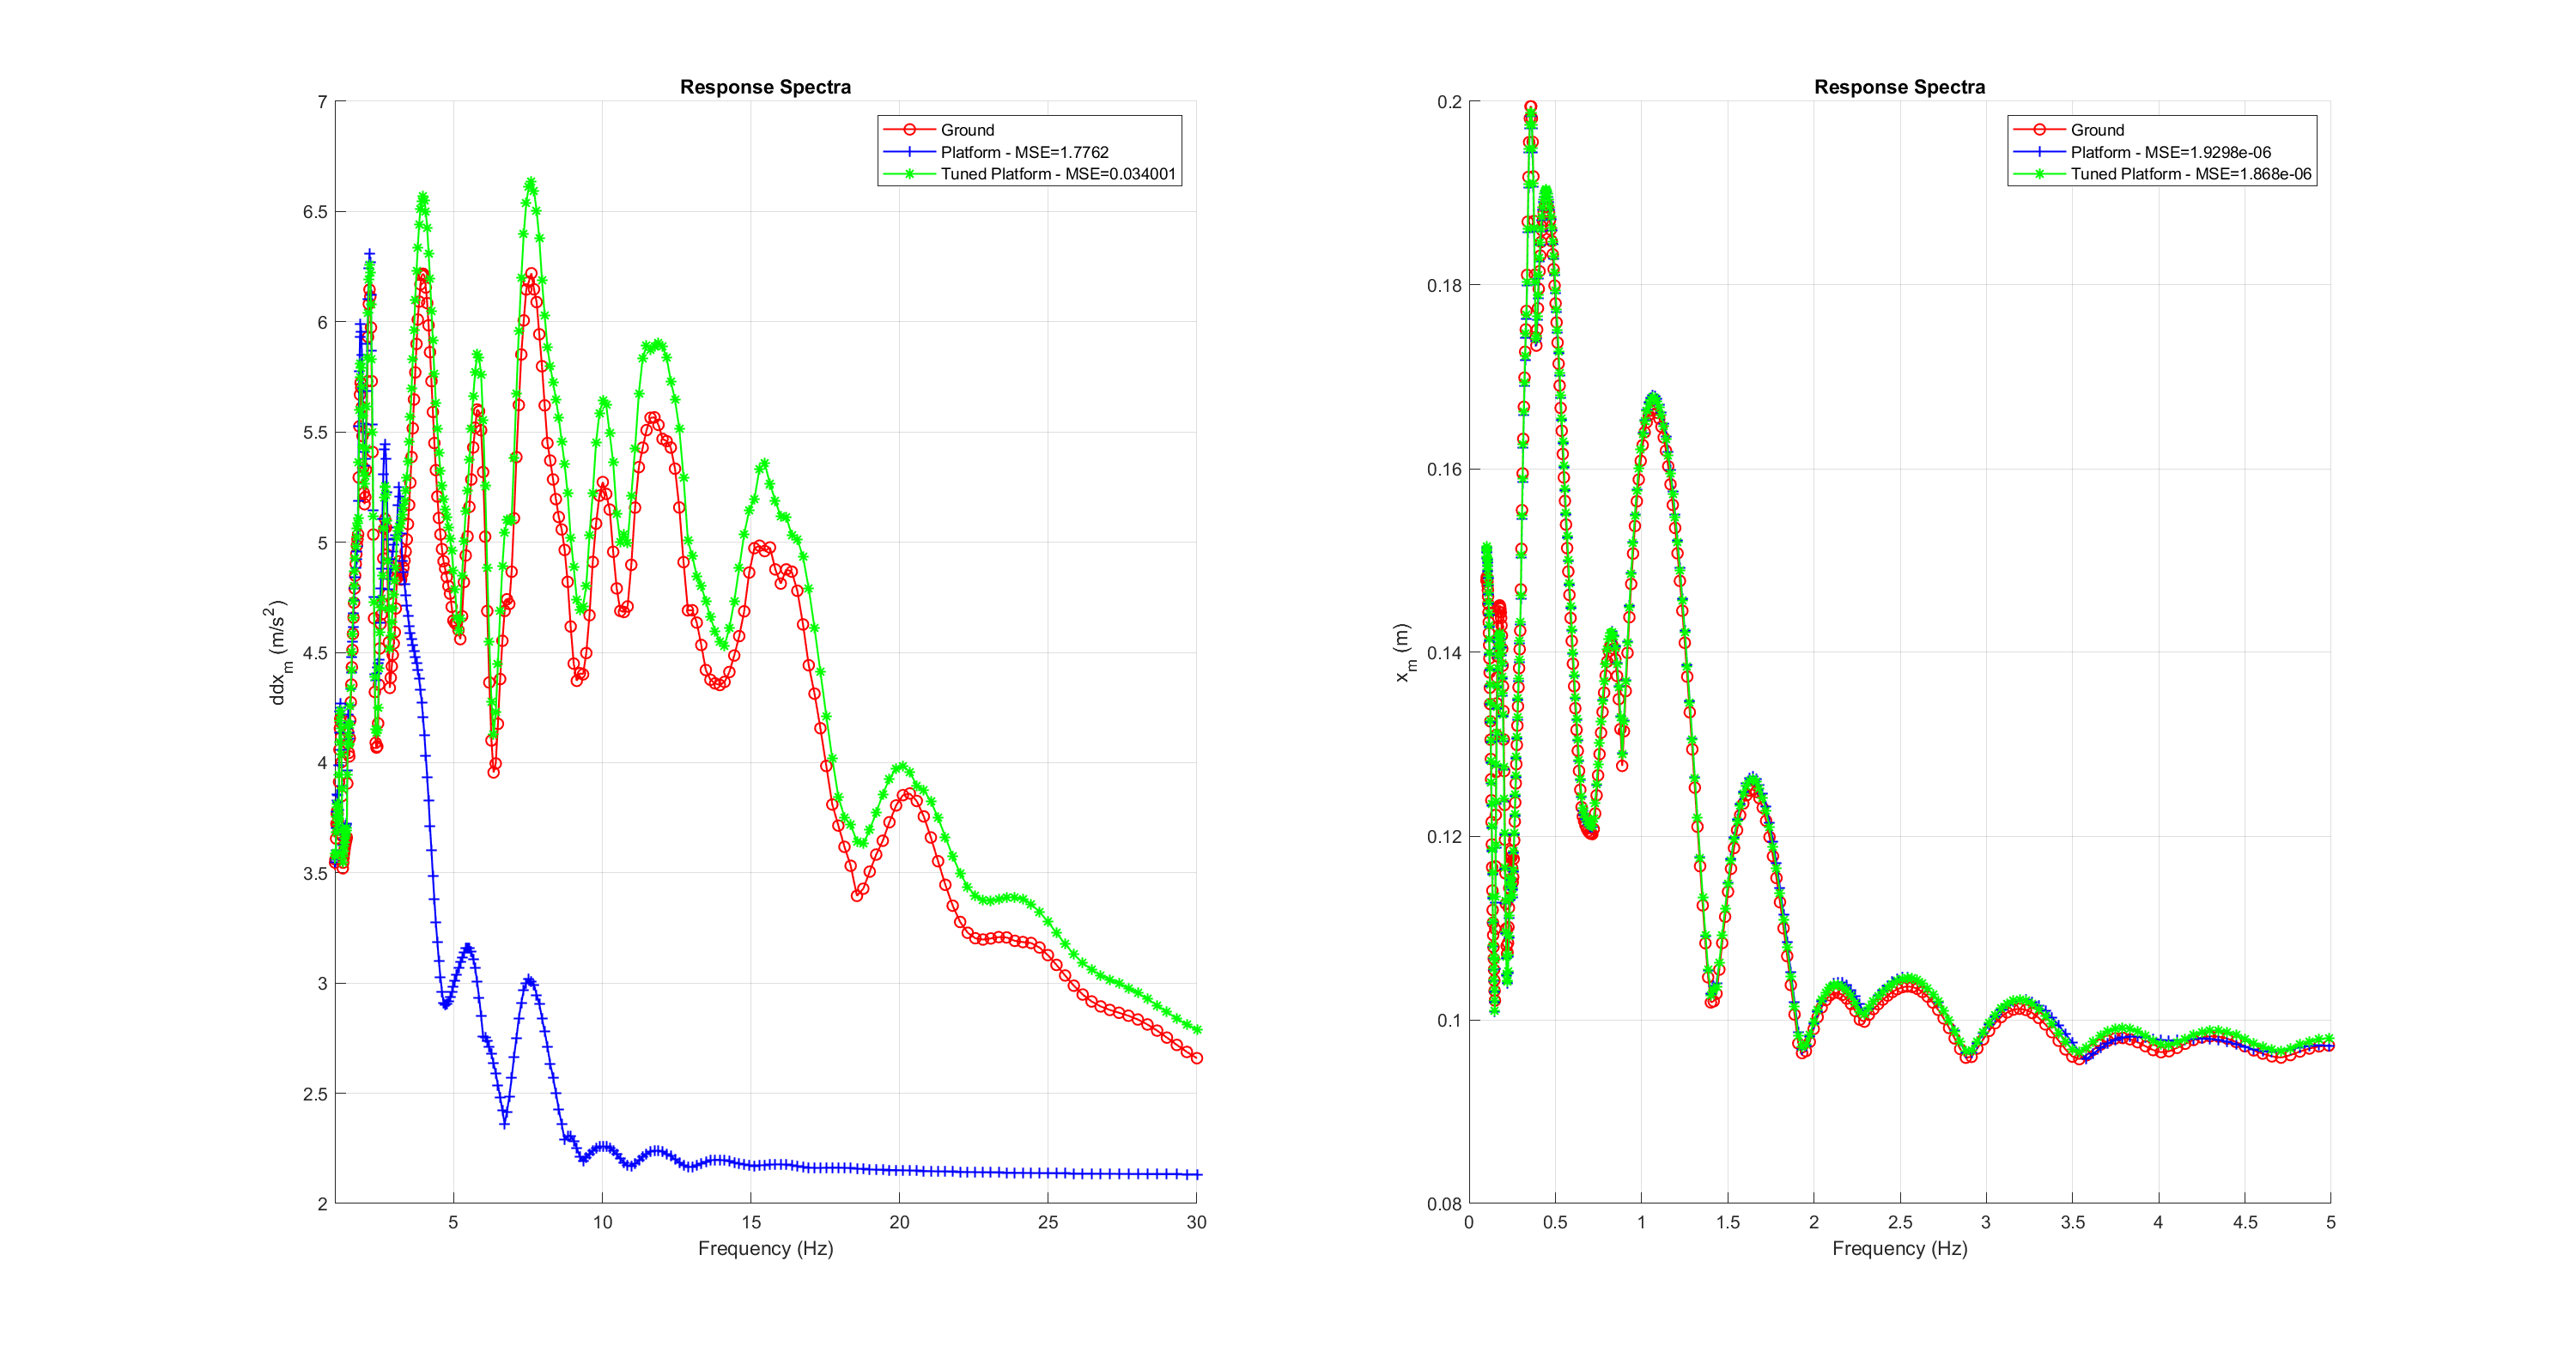 Response Spectra
Ground
Platform - MSE=1.7762
Tuned Platform - MSE=0.034001
7
6.5
6
5.5
5
4.5
4
3.5
3
2.5
2
ddx_m (m/s²)
5 10 15 20 25 30
Frequency (Hz)
Response Spectra
Ground
Platform - MSE=1.9298e-06
Tuned Platform - MSE=1.868e-06
0.2
0.18
0.16
0.14
0.12
0.1
0.08
x_m (m)
0 0.5 1 1.5 2 2.5 3 3.5 4 4.5 5
Frequency (Hz)